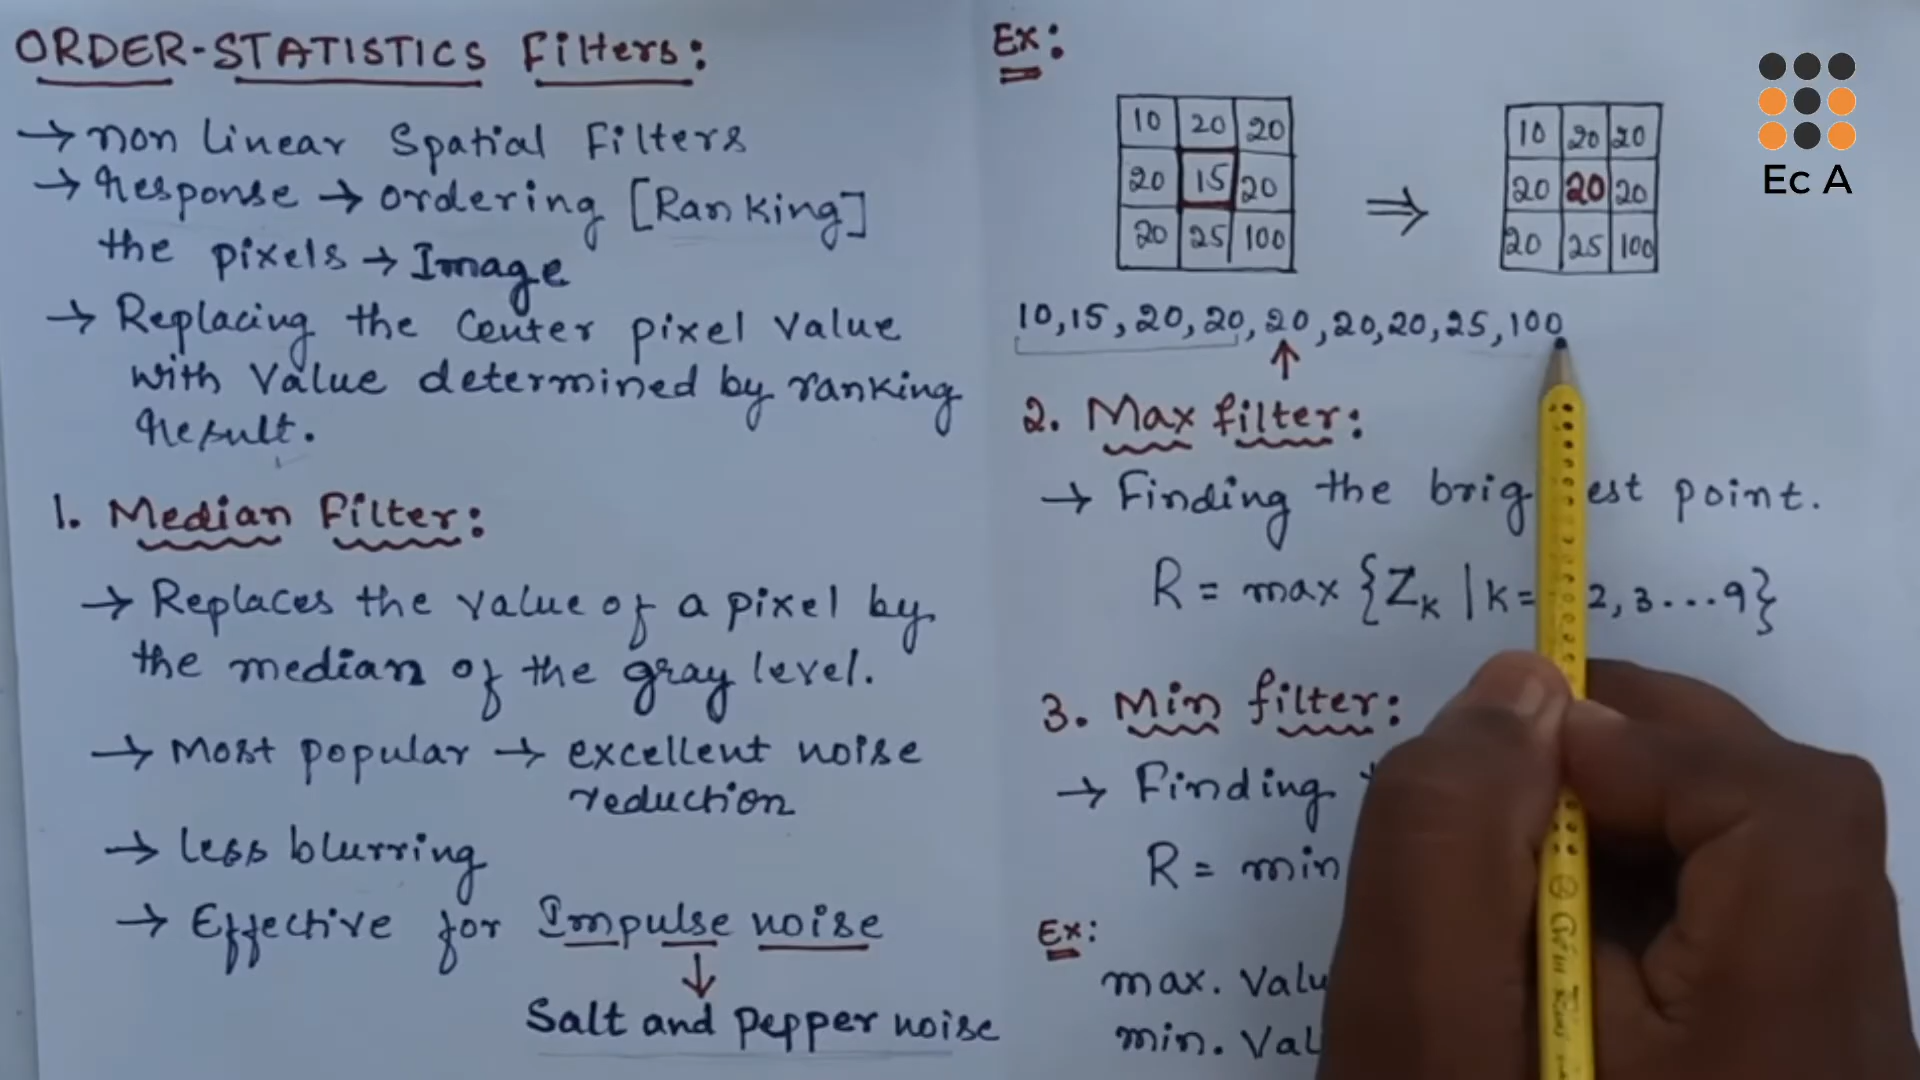 ORDER-STATISTICS Filters:
→ non Linear Spatial Filters
→ Response → ordering [Ranking]
the pixels → Image
→ Replacing the Center pixel Value
with Value determined by ranking
Result.
1. Median Filter:
→ Replaces the value of a pixel by
the median of the gray level.
→ Most popular → excellent noise
reduction
→ less blurring
→ Effective for Impulse noise
↓
Salt and Pepper noise
Ex:
10 20 20
20 15 20
20 25 100
⇒
10 20 20
20 20 20
20 25 100
10,15,20,20,20,20,20,25,100
↑
2. Max filter:
→ Finding the brig est point.
R = max {Zk | k= 2,3...9}
3. Min filter:
→ Finding
R = min
Ex:
max. Valu
min. Val
Ec A